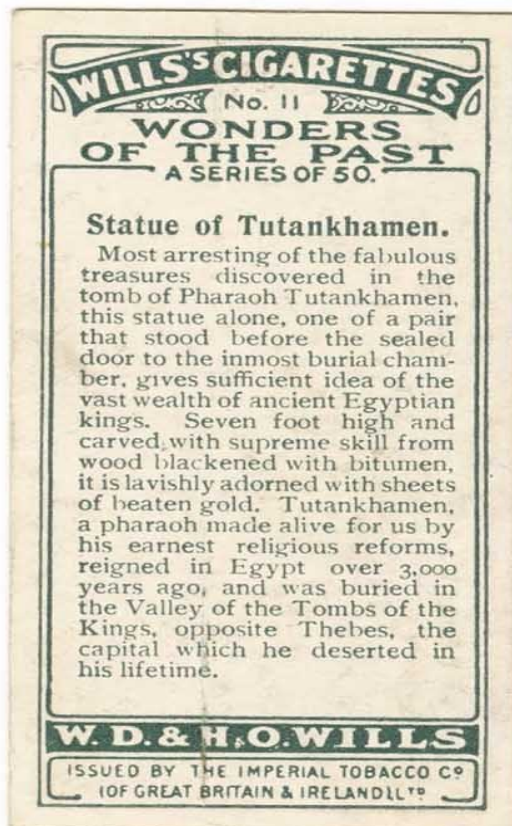 WILLS'S CIGARETTES
No. 11
WONDERS
OF THE PAST
A SERIES OF 50.
Statue of Tutankhamen.
Most arresting of the fabulous
treasures discovered in the
tomb of Pharaoh Tutankhamen,
this statue alone, one of a pair
that stood before the sealed
door to the inmost burial cham-
ber, gives sufficient idea of the
vast wealth of ancient Egyptian
kings. Seven foot high and
carved with supreme skill from
wood blackened with bitumen,
it is lavishly adorned with sheets
of beaten gold. Tutankhamen,
a pharaoh made alive for us by
his earnest religious reforms,
reigned in Egypt over 3,000
years ago, and was buried in
the Valley of the Tombs of the
Kings, opposite Thebes, the
capital which he deserted in
his lifetime.
W. D. & H. O. WILLS
ISSUED BY THE IMPERIAL TOBACCO Cº
(OF GREAT BRITAIN & IRELAND) Lᵀᴰ